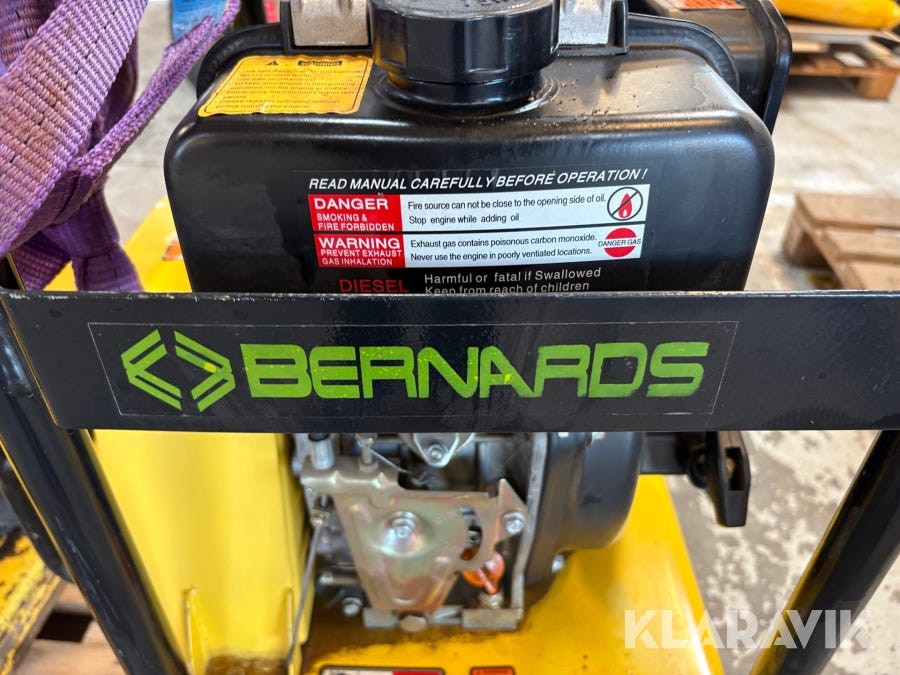 WARNING
READ MANUAL CAREFULLY BEFORE OPERATION!
DANGER
SMOKING &
FIRE FORBIDDEN
Fire source can not be close to the opening side of oil.
Stop engine while adding oil
WARNING
PREVENT EXHAUST
GAS INHALATION
Exhaust gas contains poisonous carbon monoxide.
Never use the engine in poorly ventilated locations.
DANGER GAS
DIESEL
Harmful or fatal if Swallowed
Keep from reach of children
BERNARDS
KLARAVIK